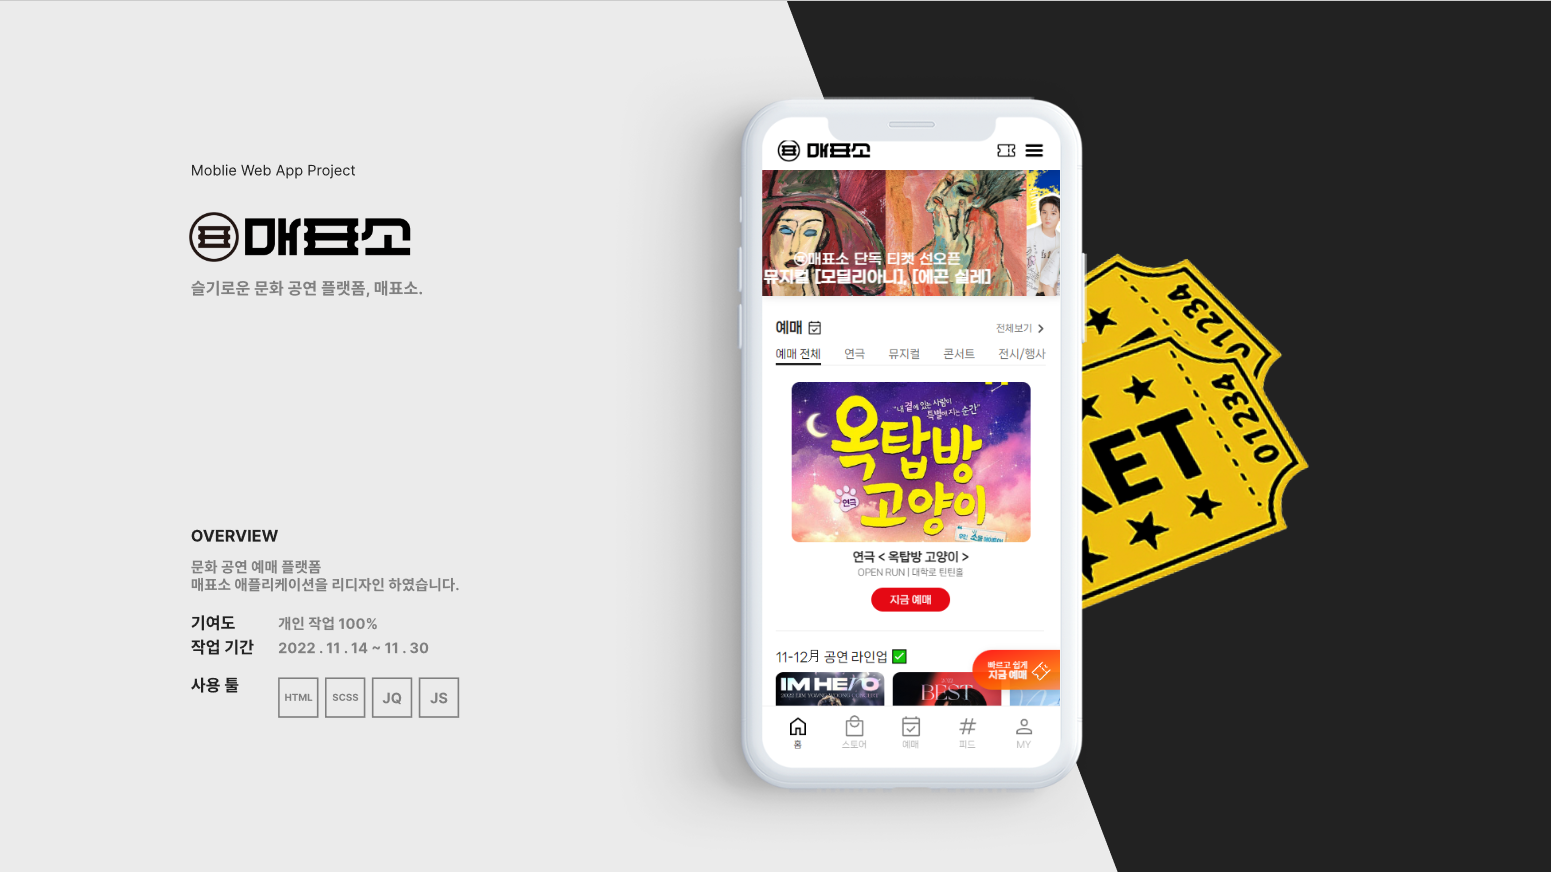 Moblie Web App Project
매표소
슬기로운 문화 공연 플랫폼, 매표소.
OVERVIEW
문화 공연 예매 플랫폼
매표소 애플리케이션을 리디자인 하였습니다.
기여도 개인 작업 100%
작업 기간 2022 . 11 . 14 ~ 11 . 30
사용 툴 HTML SCSS JQ JS
매표소
매표소 단독 티켓 선오픈
뮤지컬 [모딜리아니], [에곤 실레]
예매 전체보기
예매 전체 연극 뮤지컬 콘서트 전시/행사
"내 곁에 있는 사람이
특별해지는 순간"
옥탑방
고양이
연극
연극 < 옥탑방 고양이 >
OPEN RUN | 대학로 틴틴홀
지금 예매
11-12月 공연 라인업
빠르고 쉽게
지금 예매
IM HERO
2022
BEST
홈 스토어 예매 피드 MY
01234
01234
KET